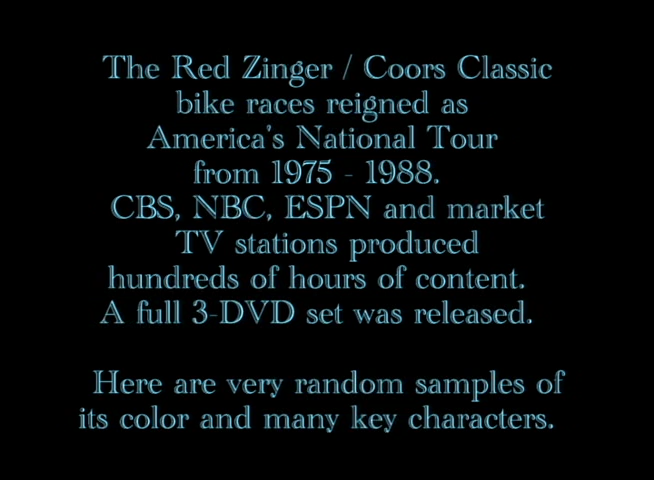 The Red Zinger / Coors Classic
bike races reigned as
America's National Tour
from 1975 - 1988.
CBS, NBC, ESPN and market
TV stations produced
hundreds of hours of content.
A full 3-DVD set was released.
Here are very random samples of
its color and many key characters.